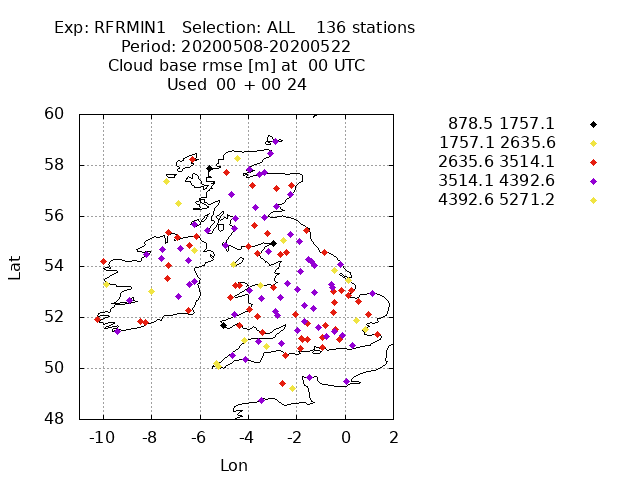 Exp: RFRMIN1 Selection: ALL 136 stations
Period: 20200508-20200522
Cloud base rmse [m] at 00 UTC
Used 00 + 00 24
878.5 1757.1
1757.1 2635.6
2635.6 3514.1
3514.1 4392.6
4392.6 5271.2
60
58
56
54
52
50
48
Lat
-10 -8 -6 -4 -2 0 2
Lon